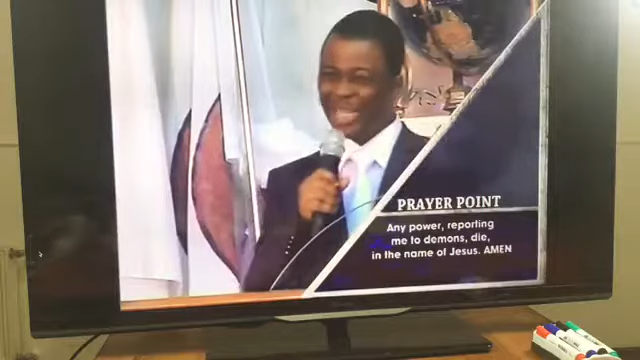 PRAYER POINT
Any power, reporting
me to demons, die,
in the name of Jesus. AMEN